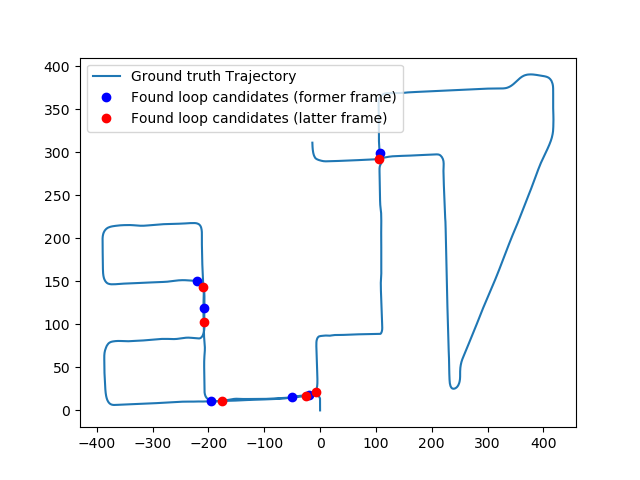 Ground truth Trajectory
Found loop candidates (former frame)
Found loop candidates (latter frame)
400
350
300
250
200
150
100
50
0
−400 −300 −200 −100 0 100 200 300 400